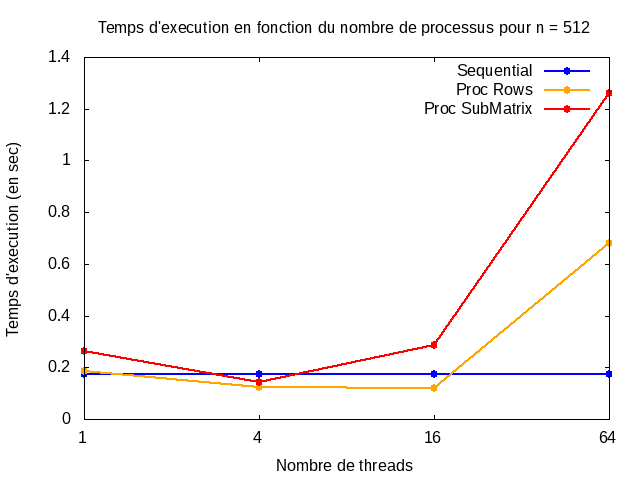 Temps d'execution en fonction du nombre de processus pour n = 512
1.4
1.2
1
0.8
0.6
0.4
0.2
0
Temps d'execution (en sec)
Sequential
Proc Rows
Proc SubMatrix
1 4 16 64
Nombre de threads